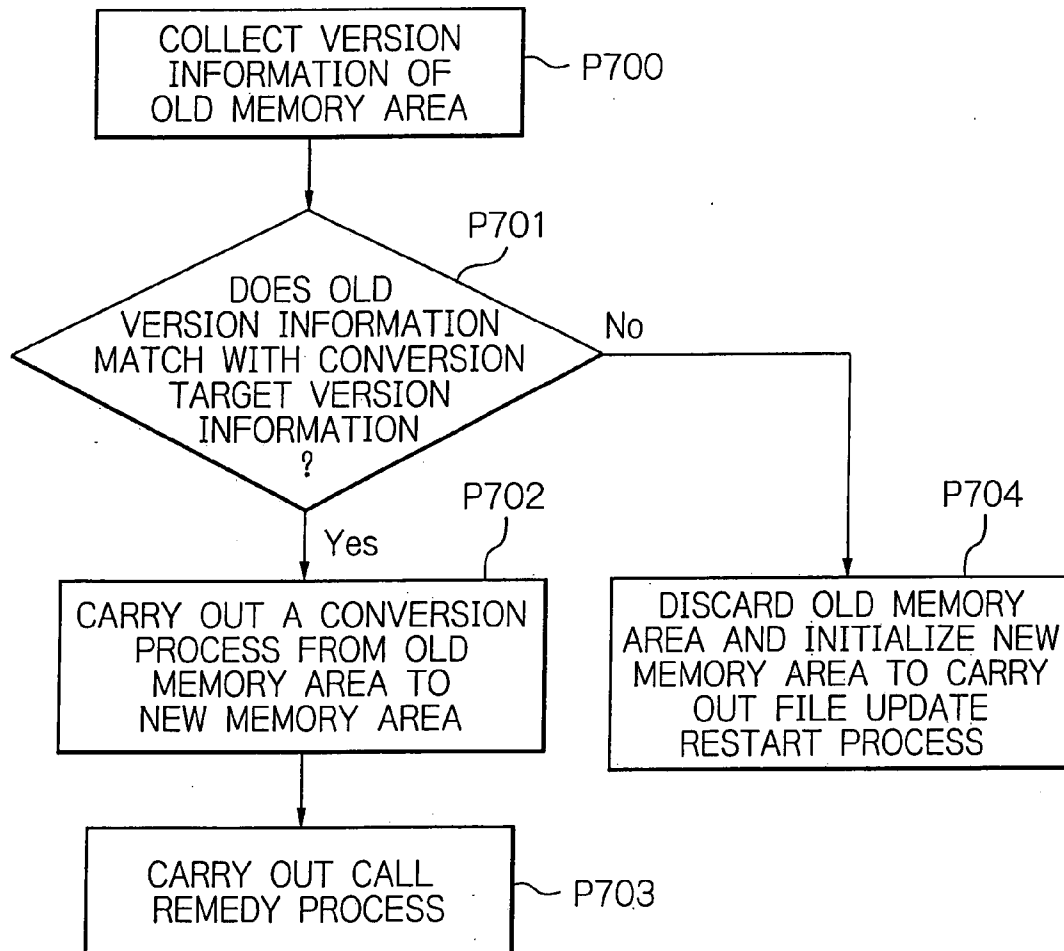 COLLECT VERSION
INFORMATION OF
OLD MEMORY AREA
P700
P701
DOES OLD
VERSION INFORMATION
MATCH WITH CONVERSION
TARGET VERSION
INFORMATION
?
No
Yes
P702
CARRY OUT A CONVERSION
PROCESS FROM OLD
MEMORY AREA TO
NEW MEMORY AREA
P704
DISCARD OLD MEMORY
AREA AND INITIALIZE NEW
MEMORY AREA TO CARRY
OUT FILE UPDATE
RESTART PROCESS
CARRY OUT CALL
REMEDY PROCESS
P703